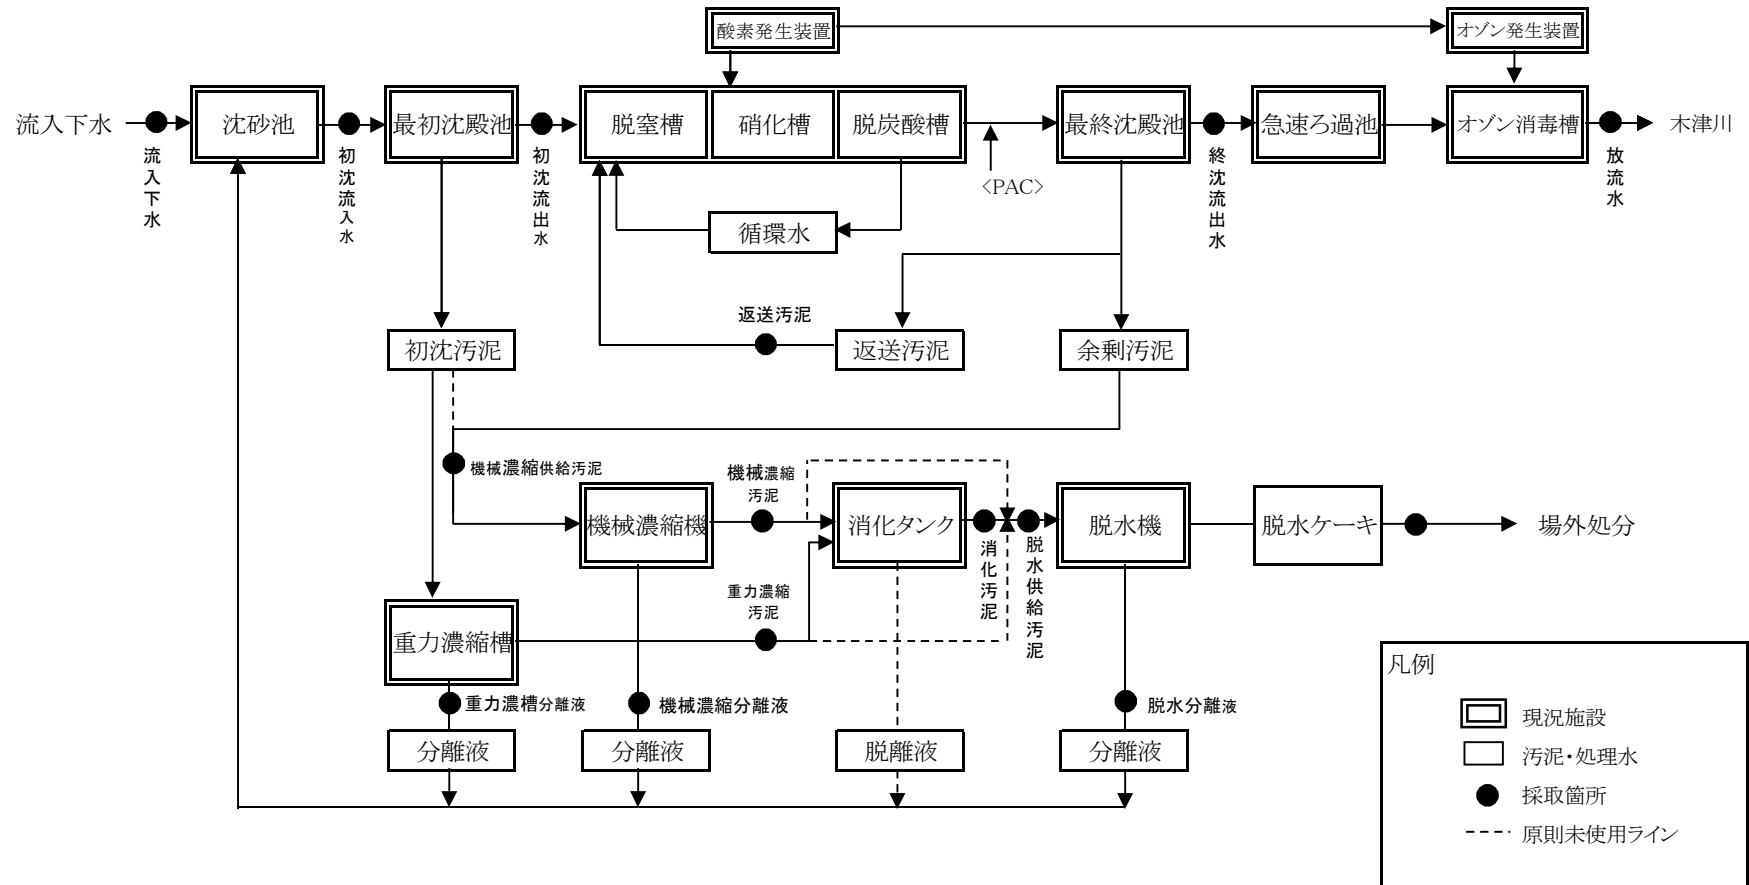 酸素発生装置
オゾン発生装置
流入下水
沈砂池
最初沈殿池
脱窒槽
硝化槽
脱炭酸槽
最終沈殿池
急速ろ過池
オゾン消毒槽
木津川
流入下水
初沈流入水
初沈流出水
<PAC>
終沈流出水
放流水
循環水
返送汚泥
初沈汚泥
返送汚泥
余剰汚泥
機械濃縮供給汚泥
機械濃縮
汚泥
機械濃縮機
消化タンク
消化汚泥
脱水供給汚泥
脱水機
脱水ケーキ
場外処分
重力濃縮
汚泥
重力濃縮槽
重力濃槽分離液
機械濃縮分離液
脱水分離液
分離液
分離液
脱離液
分離液
凡例
現況施設
汚泥・処理水
採取箇所
原則未使用ライン